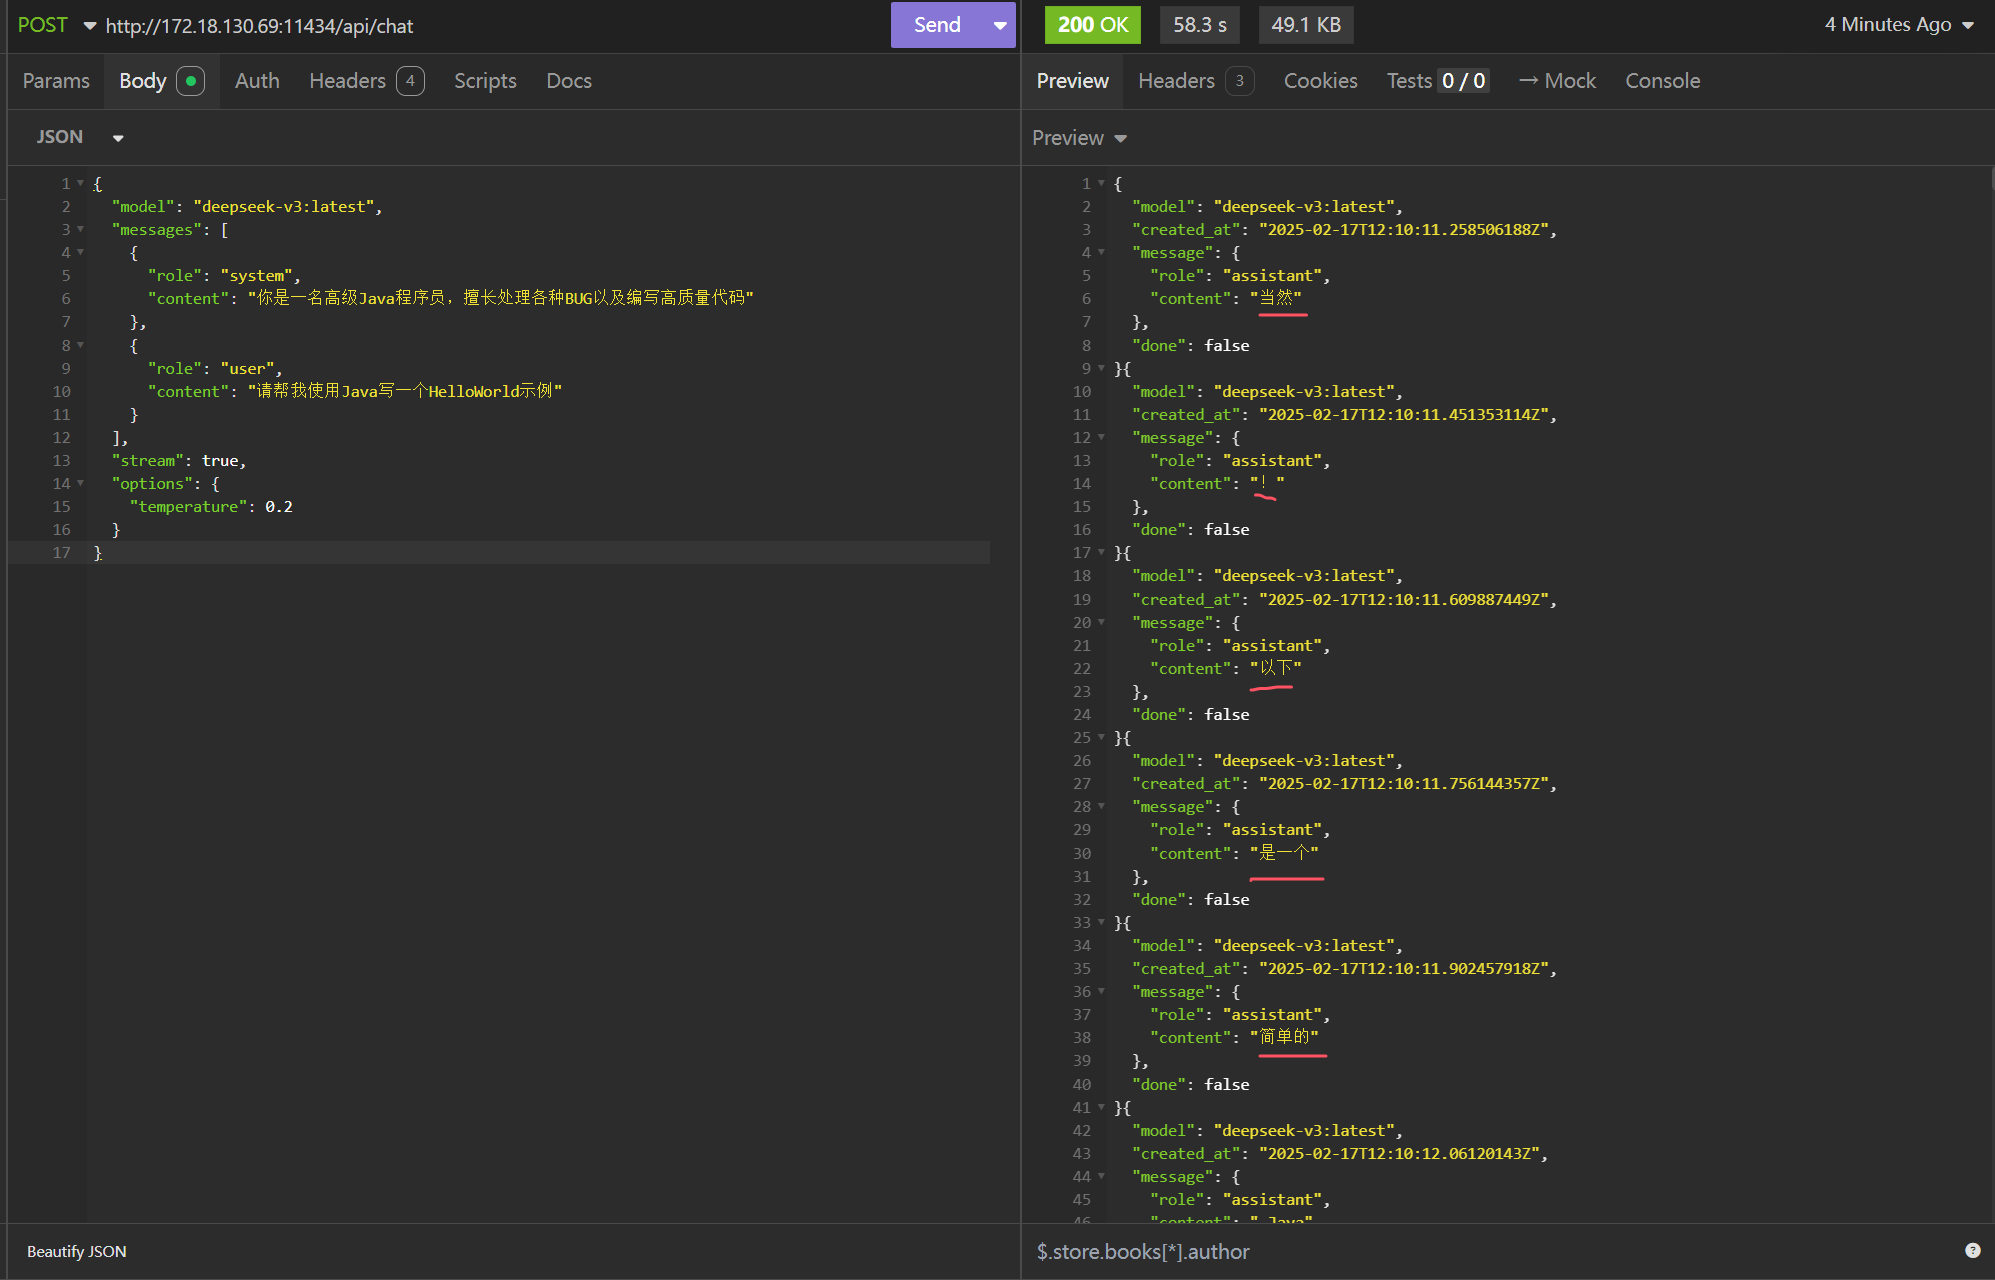 POST http://172.18.130.69:11434/api/chat Send
Params Body Auth Headers 4 Scripts Docs
JSON
1 {
2 "model": "deepseek-v3:latest",
3 "messages": [
4 {
5 "role": "system",
6 "content": "你是一名高级Java程序员，擅长处理各种BUG以及编写高质量代码"
7 },
8 {
9 "role": "user",
10 "content": "请帮我使用Java写一个HelloWorld示例"
11 }
12 ],
13 "stream": true,
14 "options": {
15 "temperature": 0.2
16 }
17 }
Beautify JSON
200 OK 58.3 s 49.1 KB 4 Minutes Ago
Preview Headers 3 Cookies Tests 0 / 0 → Mock Console
Preview
1 {
2 "model": "deepseek-v3:latest",
3 "created_at": "2025-02-17T12:10:11.258506188Z",
4 "message": {
5 "role": "assistant",
6 "content": "当然"
7 },
8 "done": false
9 }{
10 "model": "deepseek-v3:latest",
11 "created_at": "2025-02-17T12:10:11.451353114Z",
12 "message": {
13 "role": "assistant",
14 "content": "！"
15 },
16 "done": false
17 }{
18 "model": "deepseek-v3:latest",
19 "created_at": "2025-02-17T12:10:11.609887449Z",
20 "message": {
21 "role": "assistant",
22 "content": "以下"
23 },
24 "done": false
25 }{
26 "model": "deepseek-v3:latest",
27 "created_at": "2025-02-17T12:10:11.756144357Z",
28 "message": {
29 "role": "assistant",
30 "content": "是一个"
31 },
32 "done": false
33 }{
34 "model": "deepseek-v3:latest",
35 "created_at": "2025-02-17T12:10:11.902457918Z",
36 "message": {
37 "role": "assistant",
38 "content": "简单的"
39 },
40 "done": false
41 }{
42 "model": "deepseek-v3:latest",
43 "created_at": "2025-02-17T12:10:12.06120143Z",
44 "message": {
45 "role": "assistant",
46 "content": " Java"
$.store.books[*].author